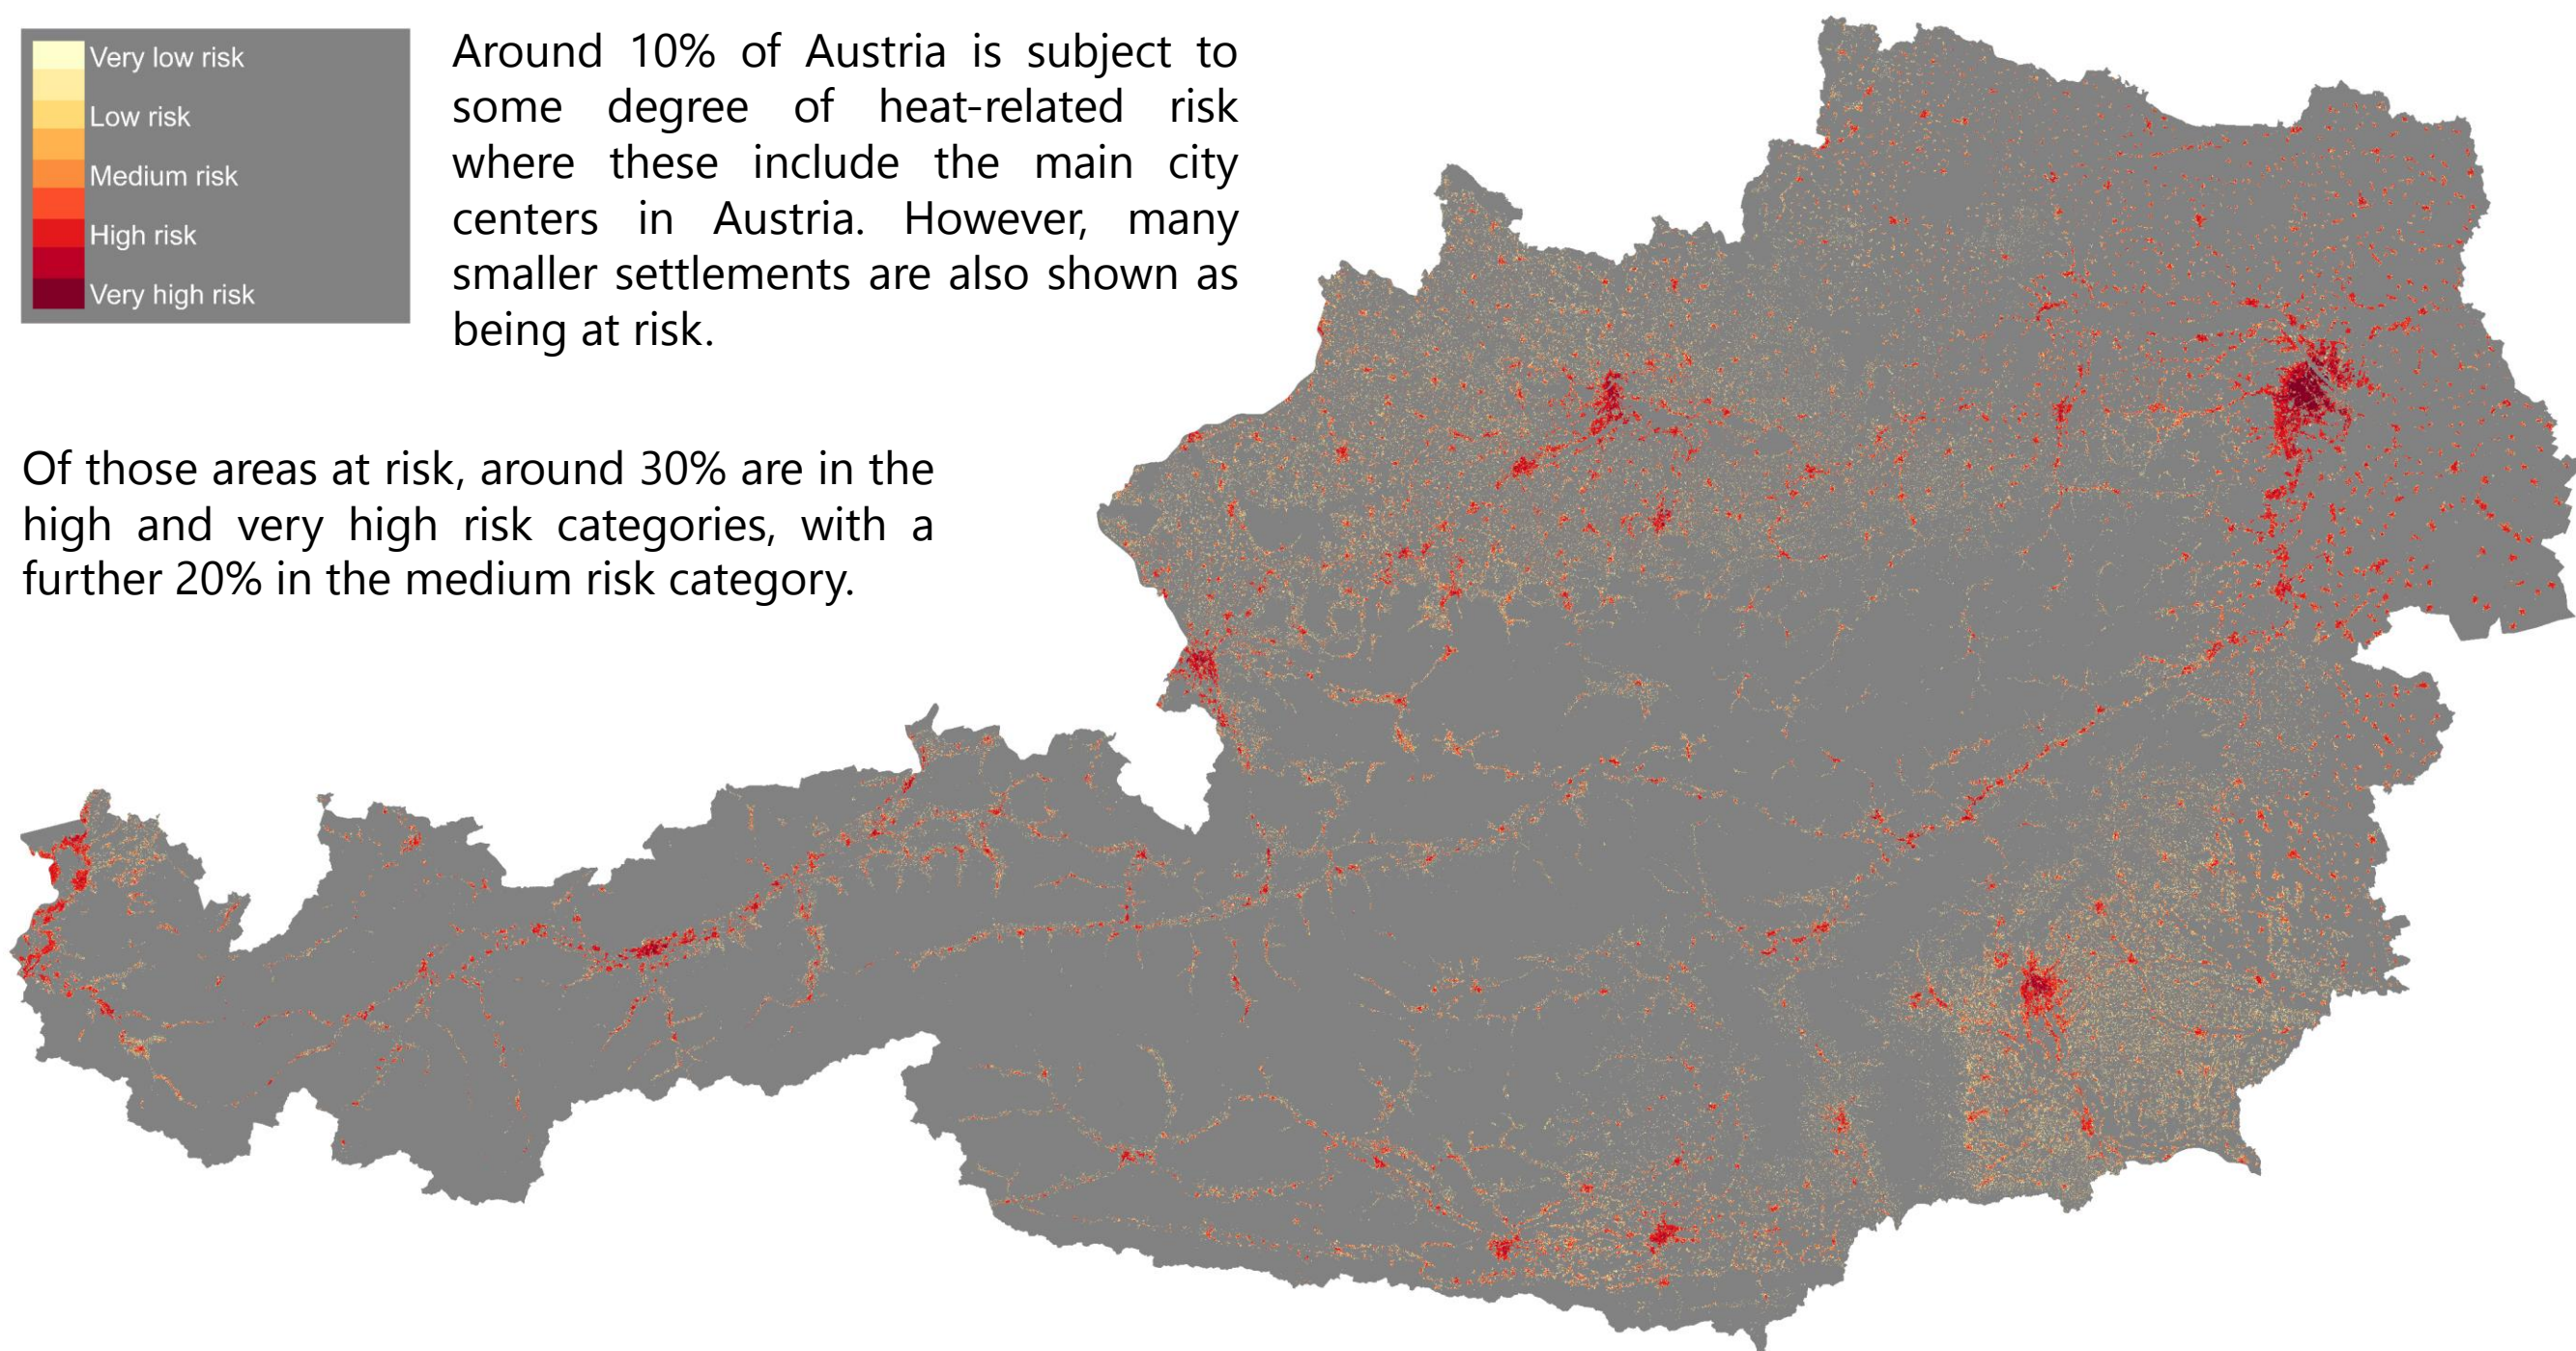 Very low risk
Low risk
Medium risk
High risk
Very high risk
Around 10% of Austria is subject to
some degree of heat-related risk
where these include the main city
centers in Austria. However, many
smaller settlements are also shown as
being at risk.
Of those areas at risk, around 30% are in the
high and very high risk categories, with a
further 20% in the medium risk category.